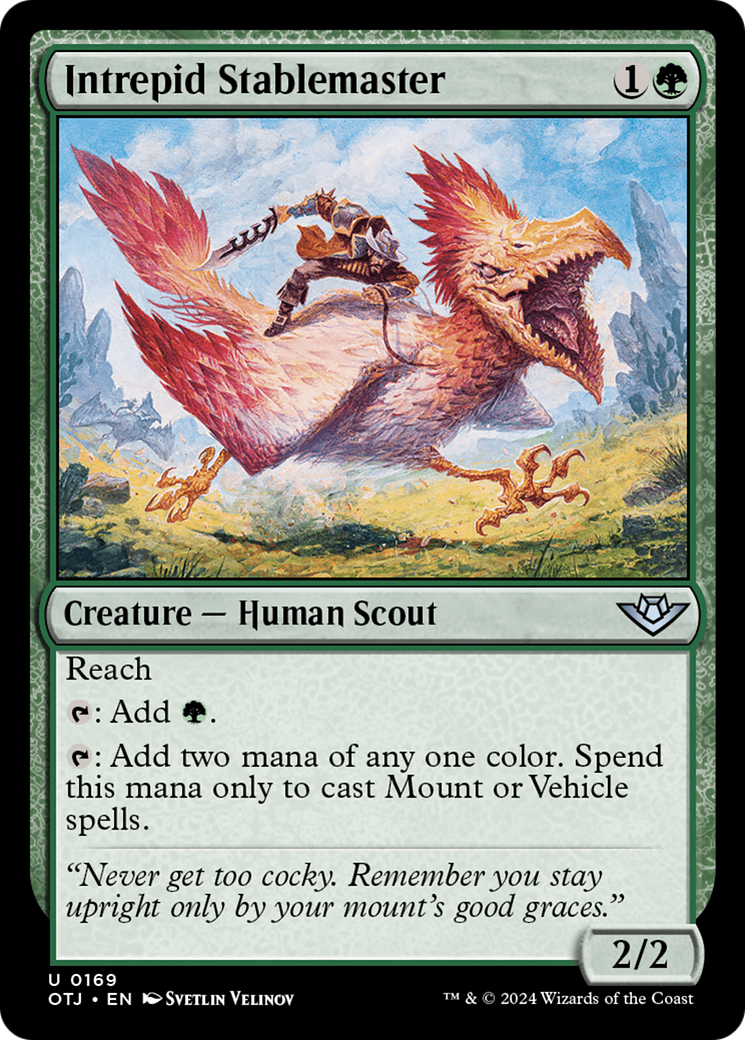 Intrepid Stablemaster 1
Creature — Human Scout
Reach
: Add .
: Add two mana of any one color. Spend
this mana only to cast Mount or Vehicle
spells.
“Never get too cocky. Remember you stay
upright only by your mount’s good graces.”
2/2
U 0169
OTJ • EN Svetlin Velinov
™ & © 2024 Wizards of the Coast